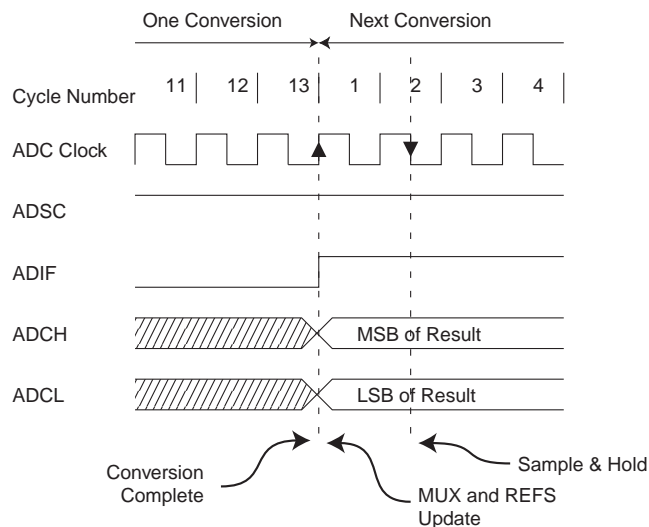 One Conversion
Next Conversion
Cycle Number
11 12 13 1 2 3 4
ADC Clock
ADSC
ADIF
ADCH
MSB of Result
ADCL
LSB of Result
Conversion
Complete
MUX and REFS
Update
Sample & Hold